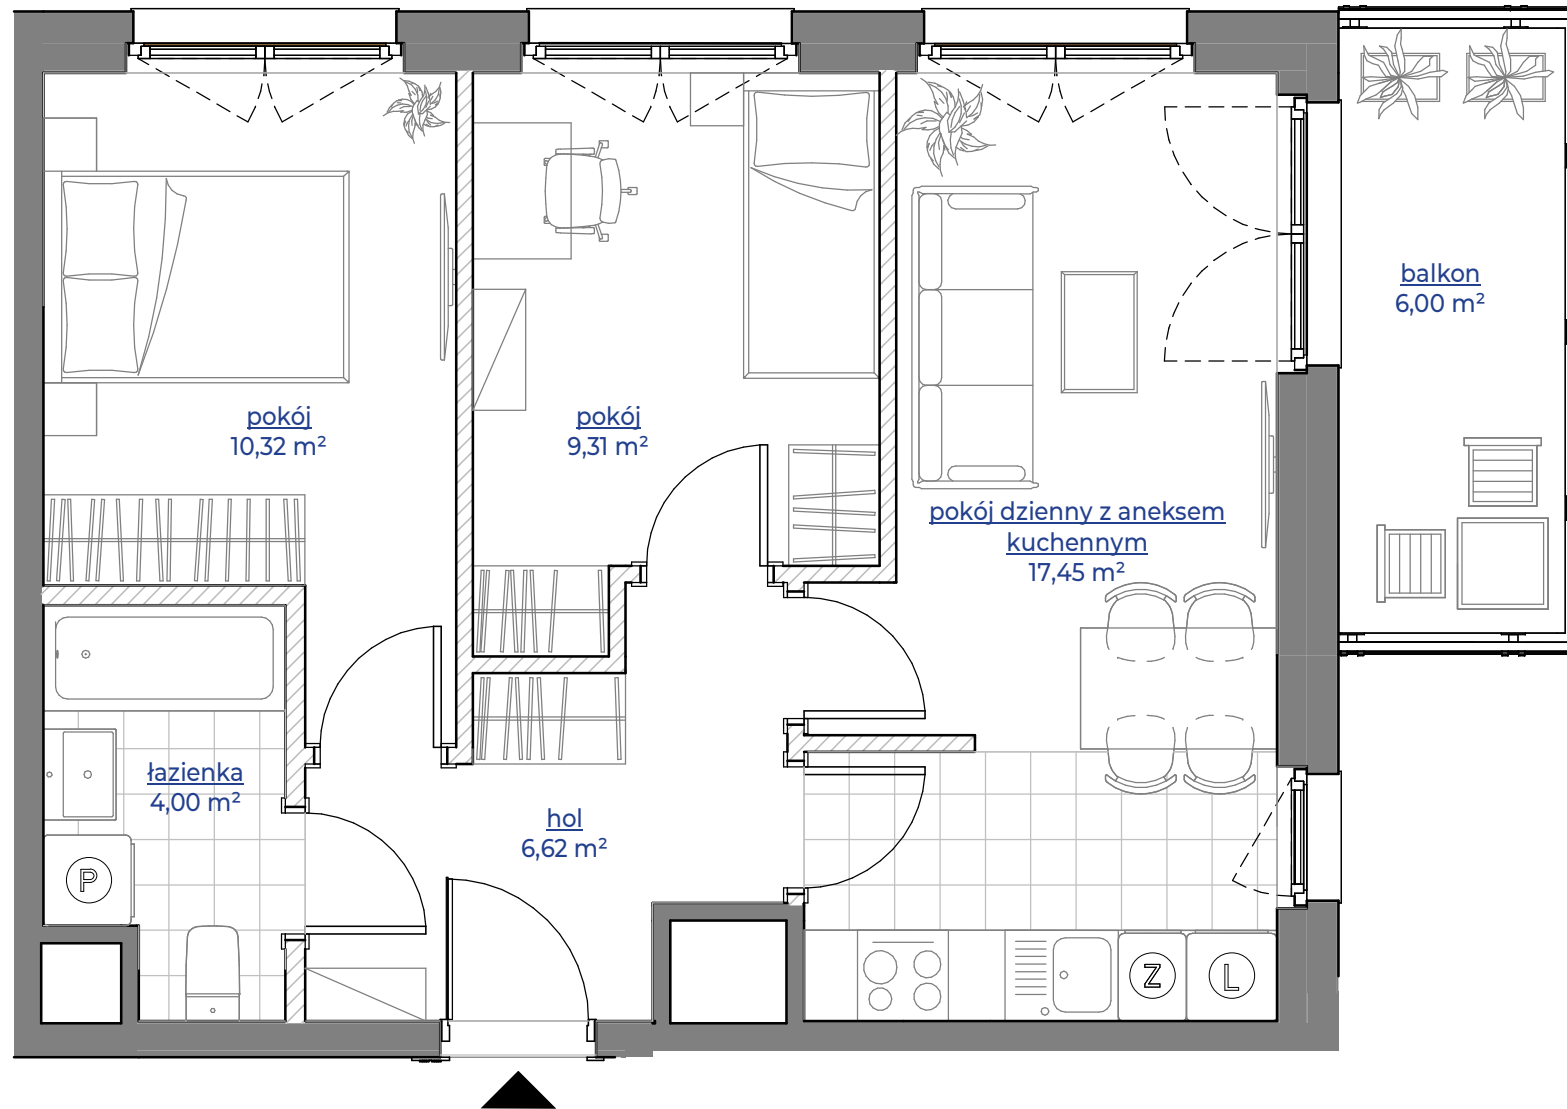 balkon
6,00 m²
pokój
10,32 m²
pokój
9,31 m²
pokój dzienny z aneksem
kuchennym
17,45 m²
łazienka
4,00 m²
hol
6,62 m²
P
Z
L